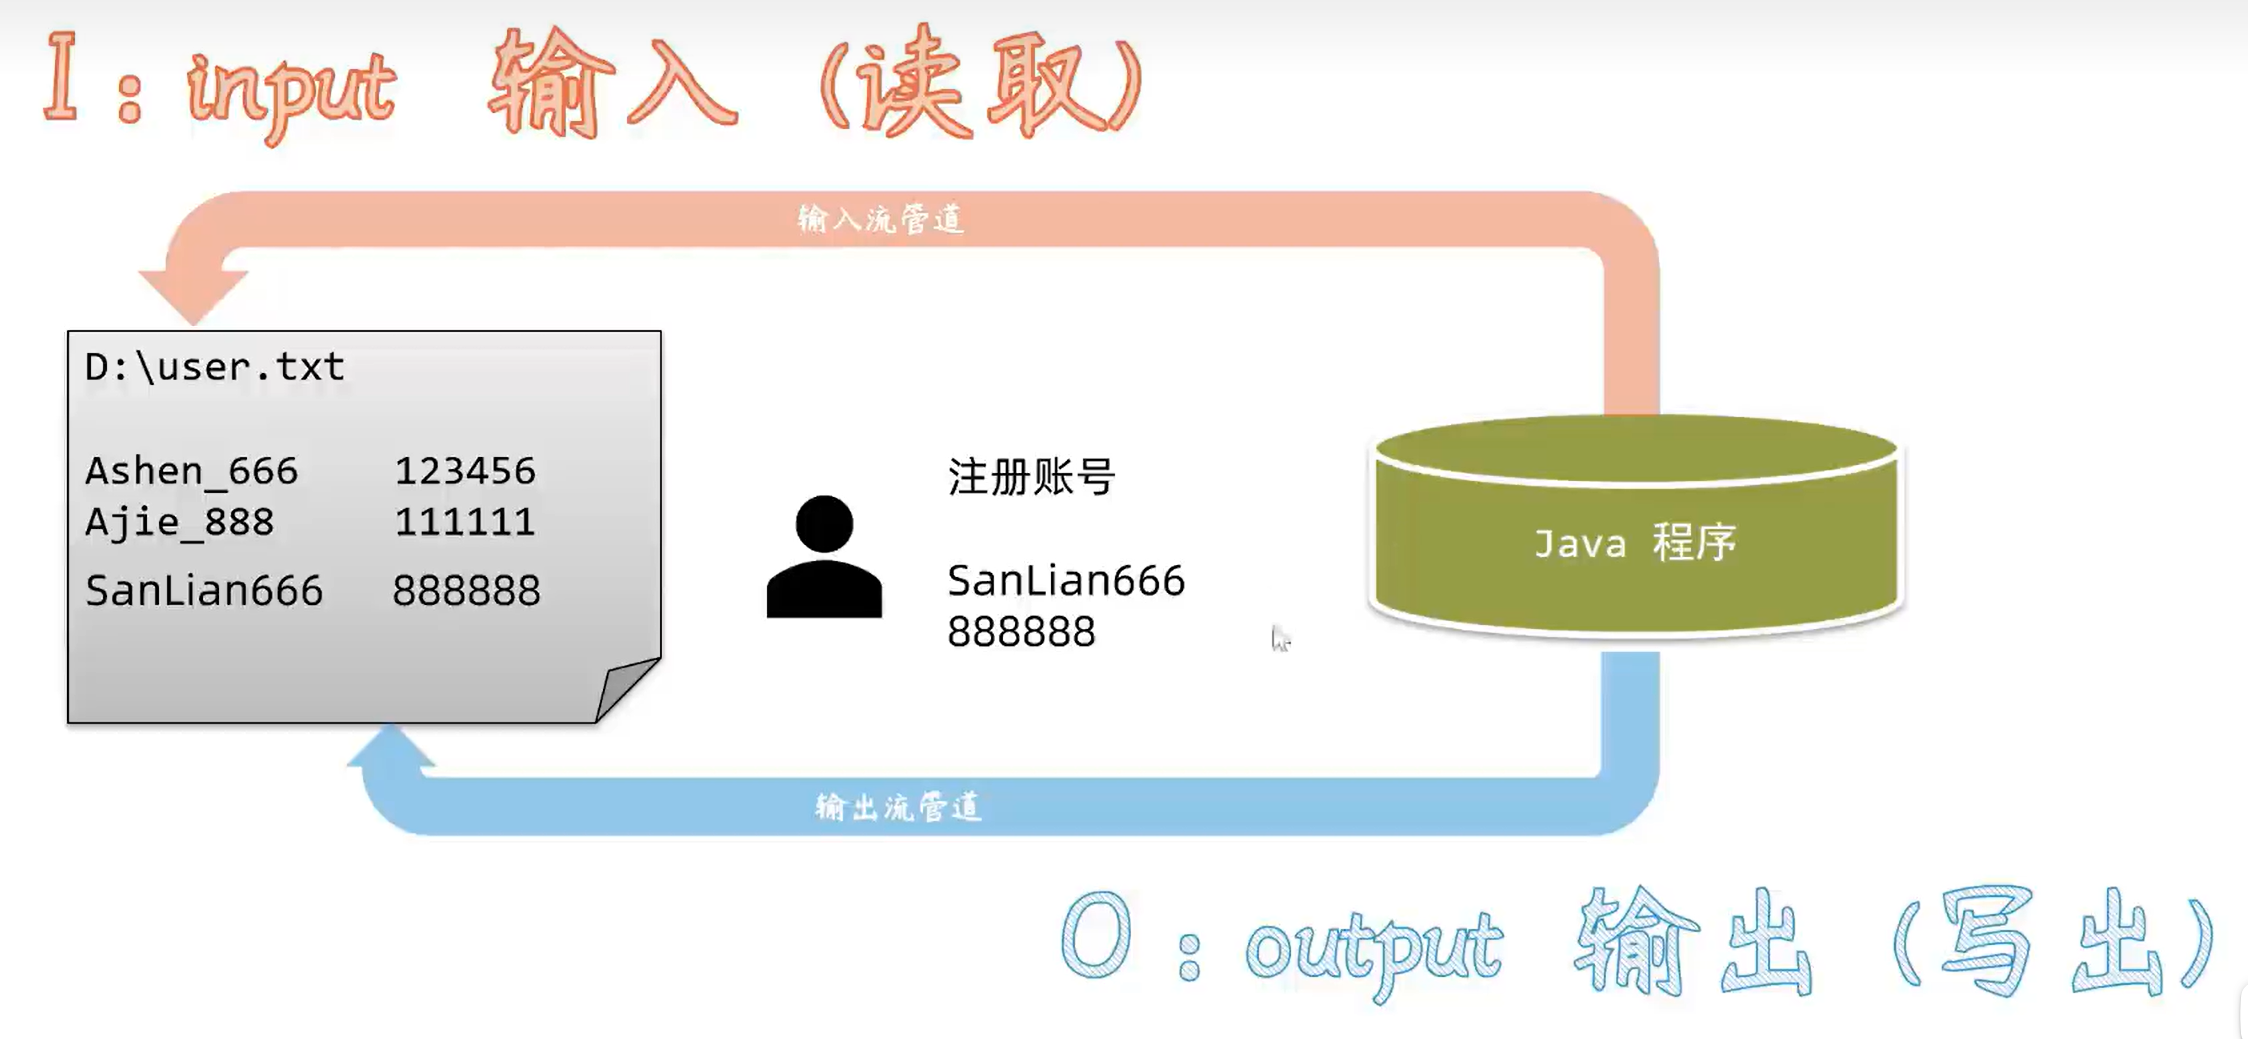 I：input 输入（读取）
输入流管道
D:\user.txt
Ashen_666 123456
Ajie_888 111111
SanLian666 888888
注册账号
SanLian666
888888
Java 程序
输出流管道
O：output 输出（写出）